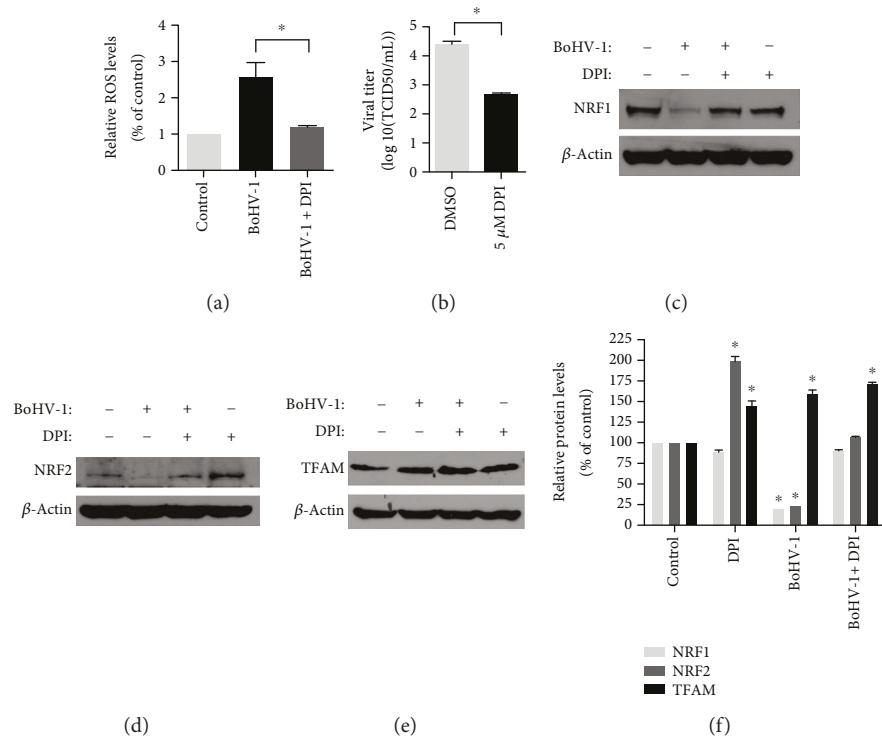 Relative ROS levels
(% of control)
4
3
2
1
0
*
Control
BoHV-1
BoHV-1 + DPI
(a)
Viral titer
(log 10(TCID50/mL))
5
4
3
2
1
0
*
DMSO
5 μM DPI
(b)
BoHV-1: – + + –
DPI: – – + +
NRF1
β-Actin
(c)
BoHV-1: – + + –
DPI: – – + +
NRF2
β-Actin
(d)
BoHV-1: – + + –
DPI: – – + +
TFAM
β-Actin
(e)
Relative protein levels
(% of control)
225
200
175
150
125
100
75
50
25
0
* * * * * *
Control
DPI
BoHV-1
BoHV-1+ DPI
NRF1
NRF2
TFAM
(f)